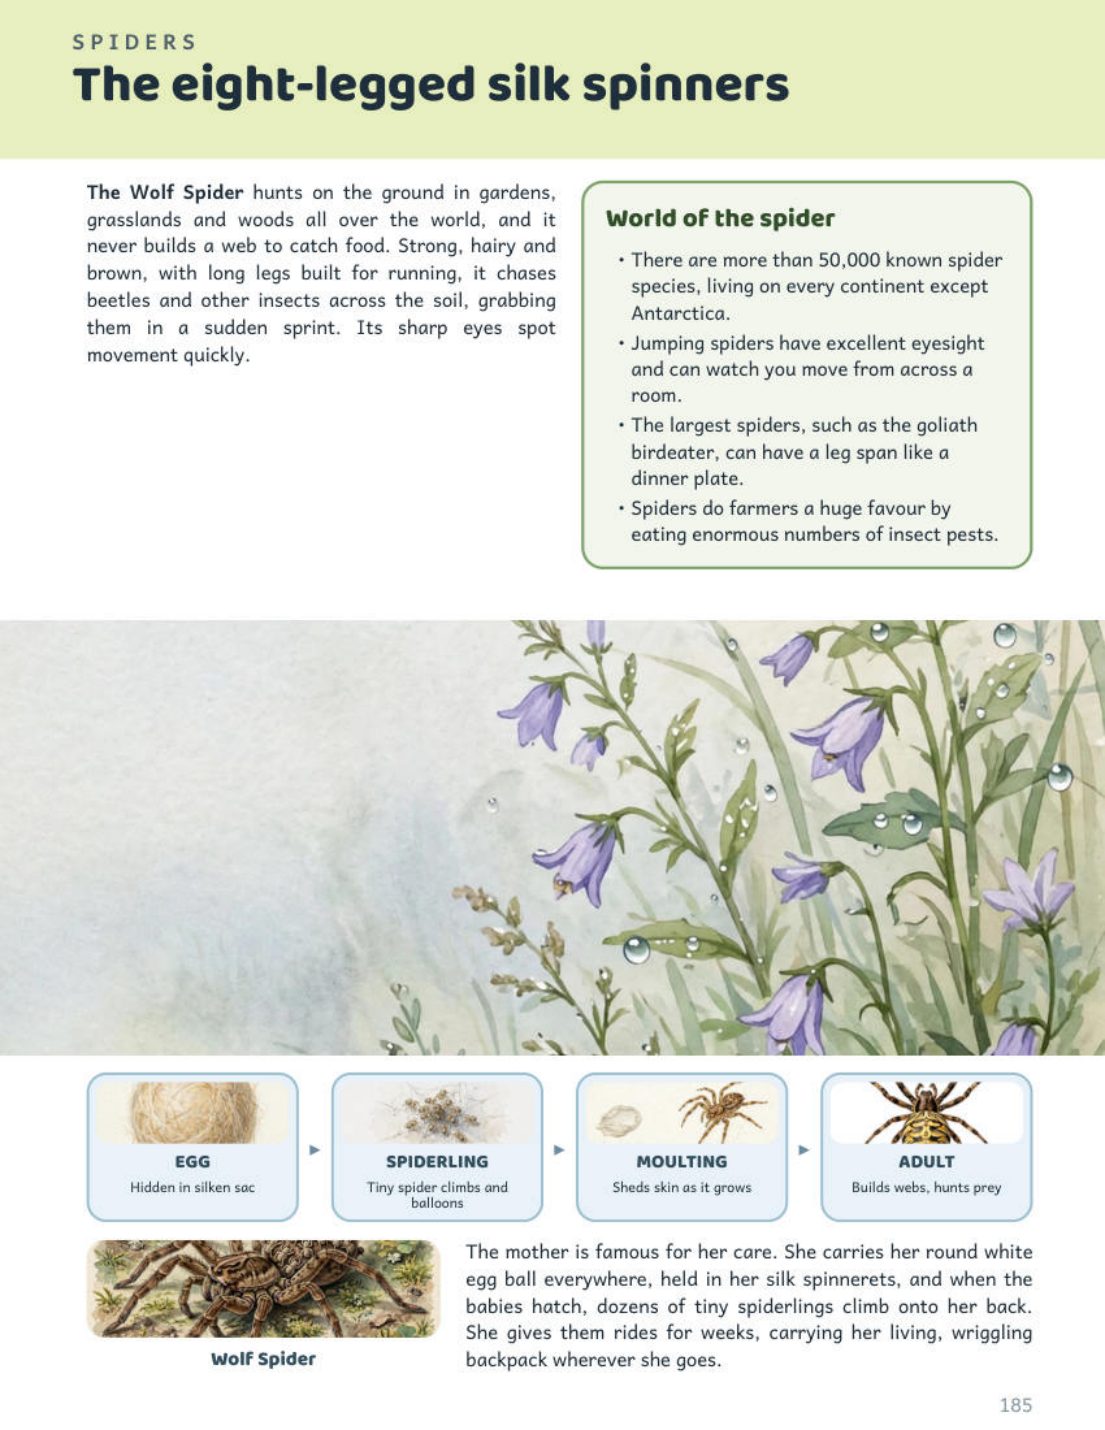 SPIDERS
The eight-legged silk spinners
The Wolf Spider hunts on the ground in gardens,
grasslands and woods all over the world, and it
never builds a web to catch food. Strong, hairy and
brown, with long legs built for running, it chases
beetles and other insects across the soil, grabbing
them in a sudden sprint. Its sharp eyes spot
movement quickly.
World of the spider
• There are more than 50,000 known spider
species, living on every continent except
Antarctica.
• Jumping spiders have excellent eyesight
and can watch you move from across a
room.
• The largest spiders, such as the goliath
birdeater, can have a leg span like a
dinner plate.
• Spiders do farmers a huge favour by
eating enormous numbers of insect pests.
EGG
Hidden in silken sac
SPIDERLING
Tiny spider climbs and
balloons
MOULTING
Sheds skin as it grows
ADULT
Builds webs, hunts prey
Wolf Spider
The mother is famous for her care. She carries her round white
egg ball everywhere, held in her silk spinnerets, and when the
babies hatch, dozens of tiny spiderlings climb onto her back.
She gives them rides for weeks, carrying her living, wriggling
backpack wherever she goes.
185